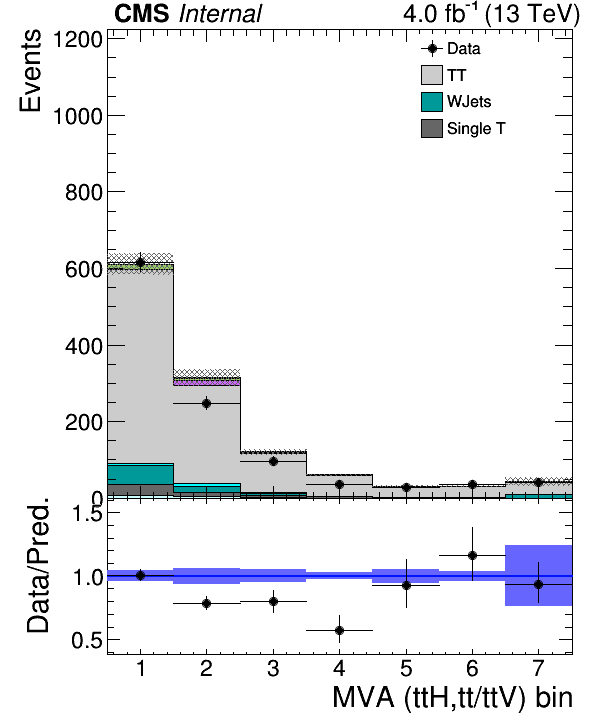 CMS Internal 4.0 fb-1 (13 TeV)
Events
1200
1000
800
600
400
200
0
Data
TT
WJets
Single T
Data/Pred.
1.5
1.0
0.5
1 2 3 4 5 6 7
MVA (ttH,tt/ttV) bin